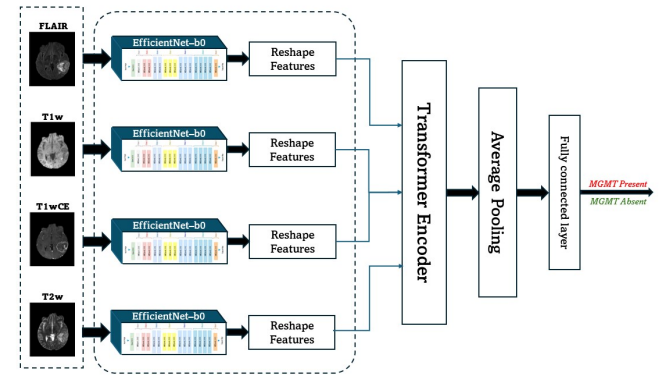 FLAIR
EfficientNet-b0
Reshape
Features
T1w
EfficientNet-b0
Reshape
Features
T1wCE
EfficientNet-b0
Reshape
Features
T2w
EfficientNet-b0
Reshape
Features
Transformer Encoder
Average Pooling
Fully connected layer
MGMT Present
MGMT Absent